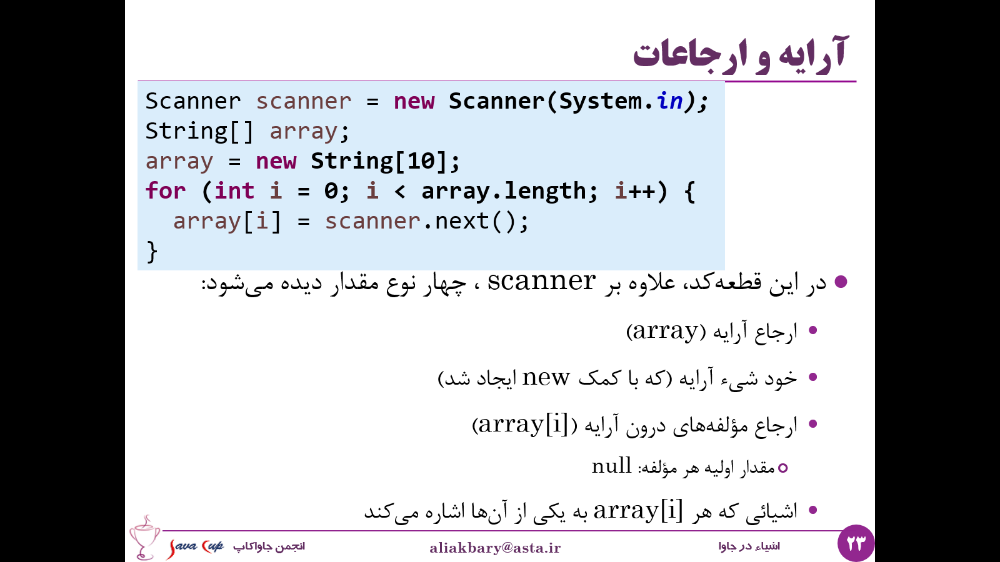 آرایه و ارجاعات
Scanner scanner = new Scanner(System.in);
String[] array;
array = new String[10];
for (int i = 0; i < array.length; i++) {
  array[i] = scanner.next();
}
در این قطعه‌کد، علاوه بر scanner ، چهار نوع مقدار دیده می‌شود:
ارجاع آرایه (array)
خود شیء آرایه (که با کمک new ایجاد شد)
ارجاع مؤلفه‌های درون آرایه (array[i])
مقدار اولیه هر مؤلفه: null
اشیائی که هر array[i] به یکی از آن‌ها اشاره می‌کند
۲۳
اشیاء در جاوا
aliakbary@asta.ir
انجمن جاواکاپ
Java Cup